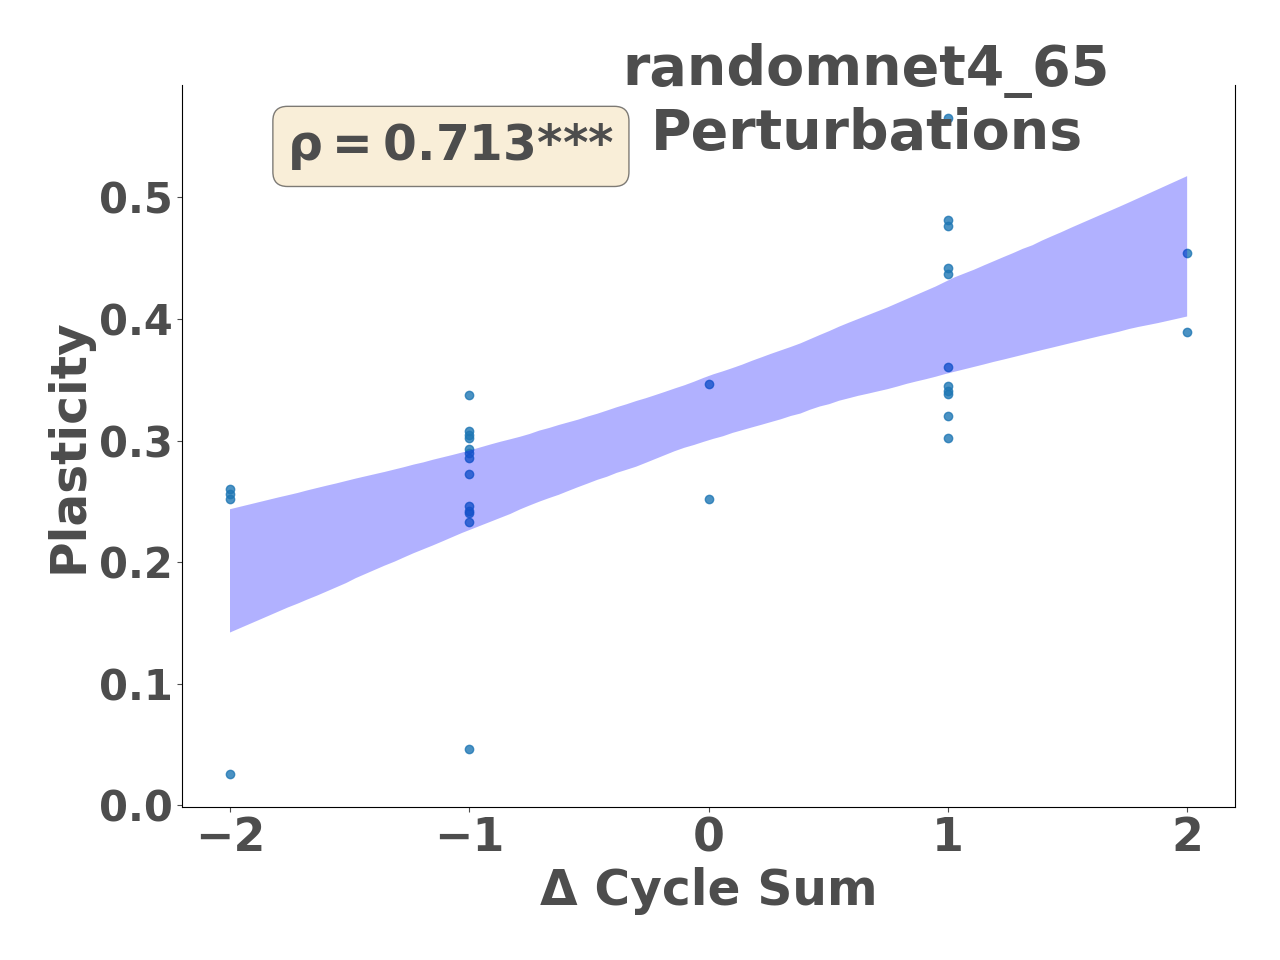 randomnet4_65
Perturbations
ρ = 0.713***
0.5
0.4
0.3
0.2
0.1
0.0
Plasticity
−2 −1 0 1 2
Δ Cycle Sum